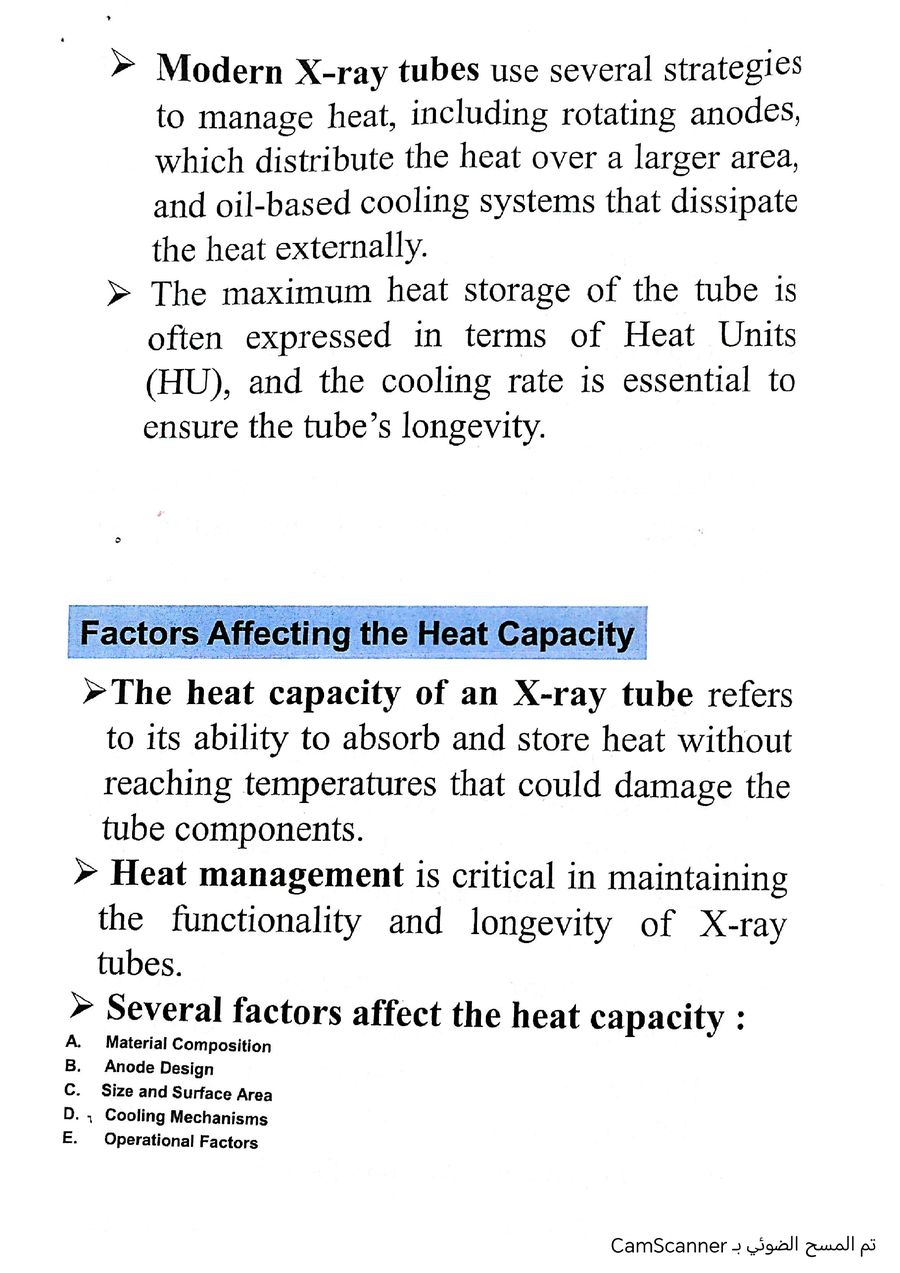 ➤ Modern X-ray tubes use several strategies
to manage heat, including rotating anodes,
which distribute the heat over a larger area,
and oil-based cooling systems that dissipate
the heat externally.
➤ The maximum heat storage of the tube is
often expressed in terms of Heat Units
(HU), and the cooling rate is essential to
ensure the tube’s longevity.
Factors Affecting the Heat Capacity
➤The heat capacity of an X-ray tube refers
to its ability to absorb and store heat without
reaching temperatures that could damage the
tube components.
➤ Heat management is critical in maintaining
the functionality and longevity of X-ray
tubes.
➤ Several factors affect the heat capacity :
A. Material Composition
B. Anode Design
C. Size and Surface Area
D. Cooling Mechanisms
E. Operational Factors
تم المسح الضوئي بـ CamScanner